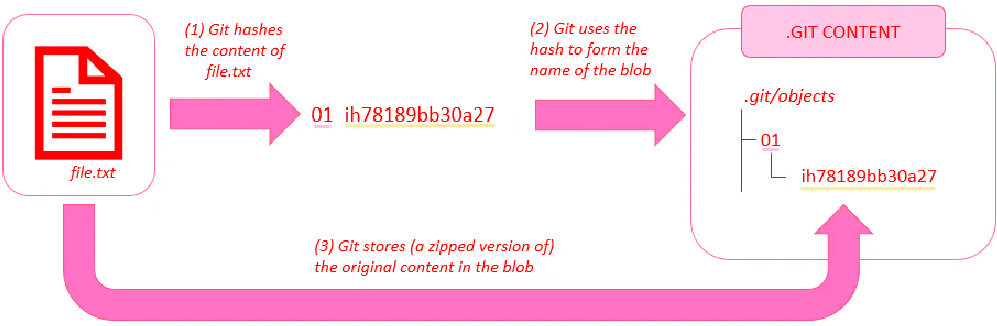 (1) Git hashes
the content of
file.txt
(2) Git uses the
hash to form the
name of the blob
.GIT CONTENT
.git/objects
01 ih78189bb30a27
01
ih78189bb30a27
file.txt
(3) Git stores (a zipped version of)
the original content in the blob